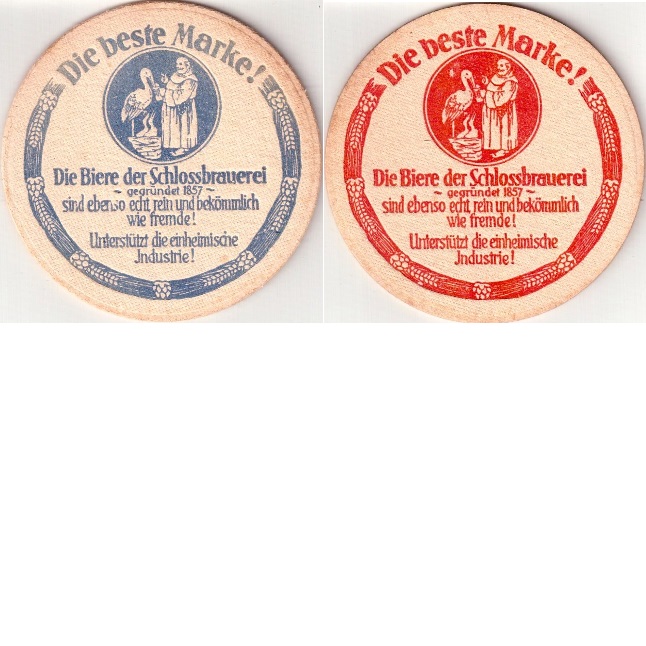 Die beste Marke!
Die Biere der Schlossbrauerei
~ gegründet 1857 ~
sind ebenso echt rein und bekömmlich
wie fremde!
Unterstützt die einheimische
Jndustrie!
Die beste Marke!
Die Biere der Schlossbrauerei
~ gegründet 1857 ~
sind ebenso echt rein und bekömmlich
wie fremde!
Unterstützt die einheimische
Jndustrie!